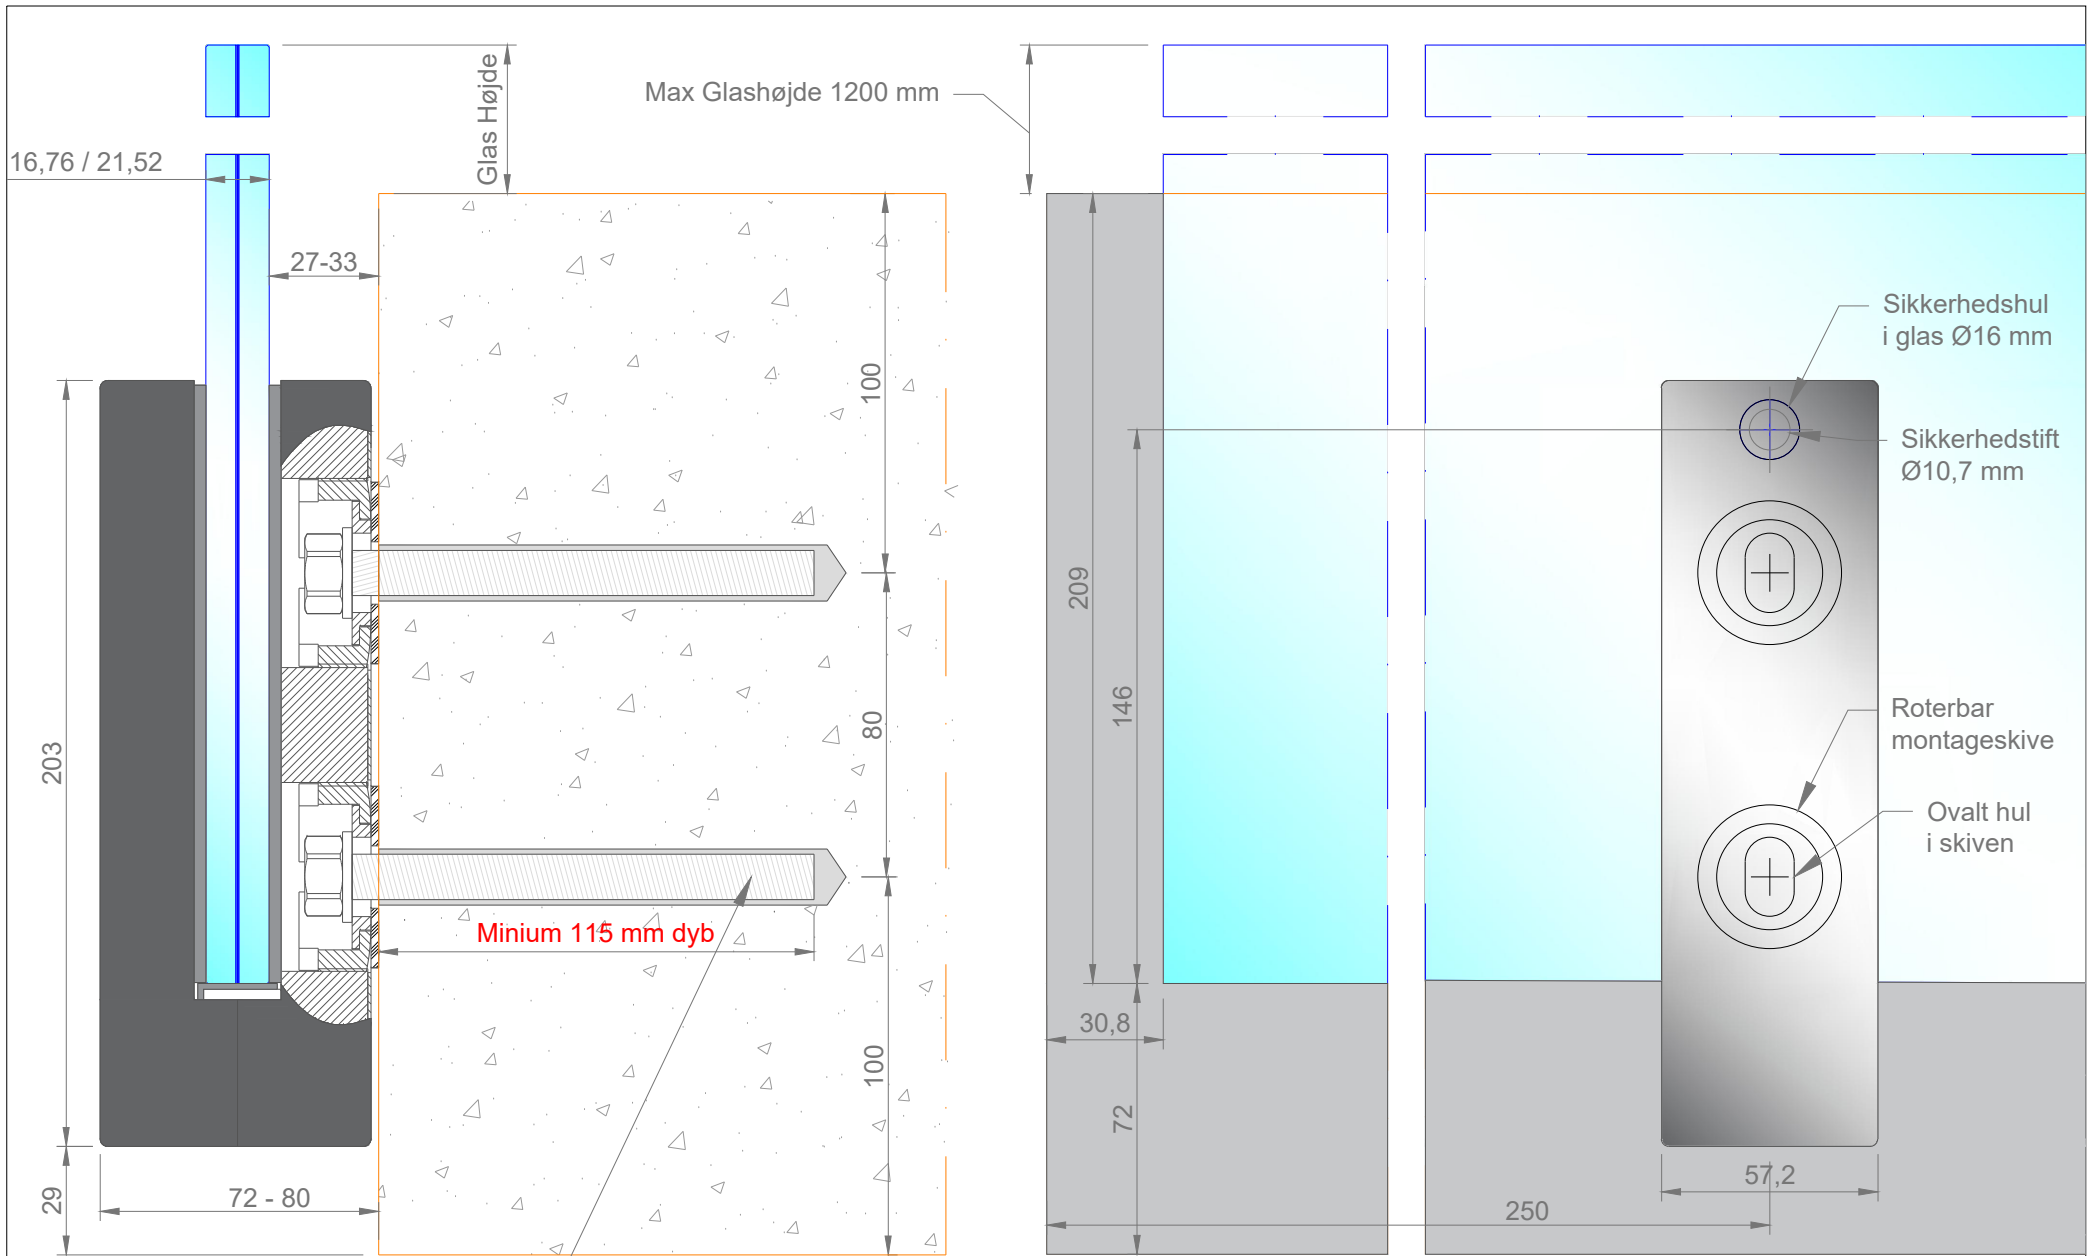 Glas Højde
Max Glashøjde 1200 mm
16,76 / 21,52
27-33
100
203
80
Minium 115 mm dyb
100
29
72 - 80
Sikkerhedshul
i glas Ø16 mm
Sikkerhedstift
Ø10,7 mm
209
146
Roterbar
montageskive
Ovalt hul
i skiven
30,8
72
57,2
250